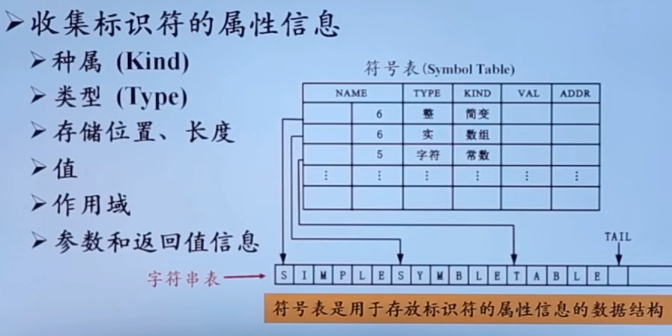 ➢收集标识符的属性信息
➢种属 (Kind)
➢类型 (Type)
➢存储位置、长度
➢值
➢作用域
➢参数和返回值信息
符号表(Symbol Table)
NAME TYPE KIND VAL ADDR
6 整 简变
6 实 数组
5 字符 常数
⋮ ⋮ ⋮ ⋮ ⋮ ⋮
TAIL
字符串表 S I M P L E S Y M B L E T A B L E
符号表是用于存放标识符的属性信息的数据结构